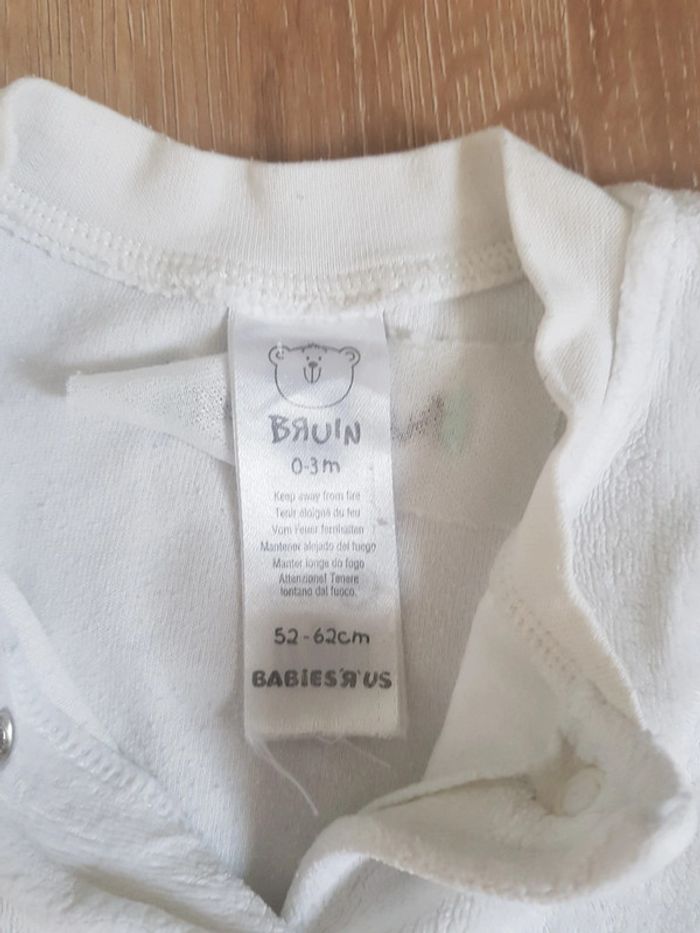 BRUIN
0-3m
Keep away from fire
Tenir éloigné du feu
Vom Feuer fernhalten
Mantener alejado del fuego
Manter longe do fogo
Attenzione! Tenere
lontano dal fuoco.
52-62cm
BABIES"R"US